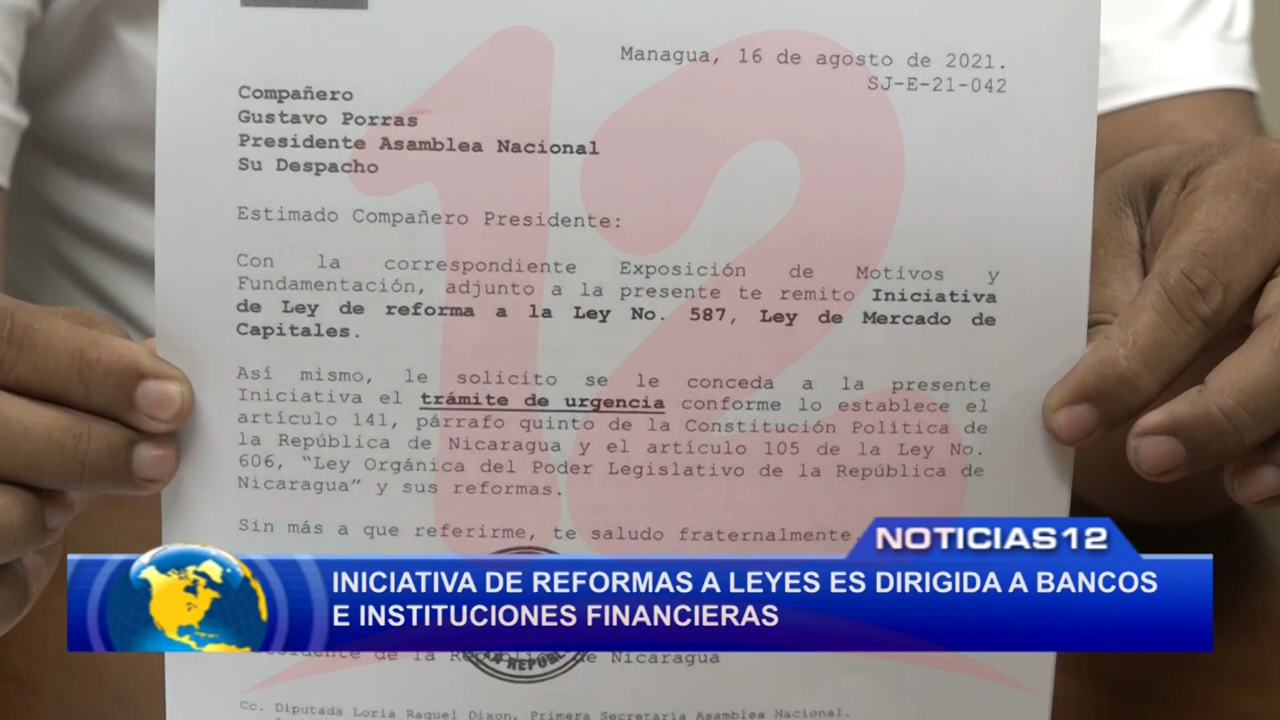 Managua, 16 de agosto de 2021.
SJ-E-21-042
Compañero
Gustavo Porras
Presidente Asamblea Nacional
Su Despacho
Estimado Compañero Presidente:
Con la correspondiente Exposición de Motivos y
Fundamentación, adjunto a la presente te remito Iniciativa
de Ley de reforma a la Ley No. 587, Ley de Mercado de
Capitales.
Así mismo, le solicito se le conceda a la presente
Iniciativa el trámite de urgencia conforme lo establece el
artículo 141, párrafo quinto de la Constitución Política de
la República de Nicaragua y el artículo 105 de la Ley No.
606, “Ley Orgánica del Poder Legislativo de la República de
Nicaragua” y sus reformas.
Sin más a que referirme, te saludo fraternalmente.
NOTICIAS12
INICIATIVA DE REFORMAS A LEYES ES DIRIGIDA A BANCOS
E INSTITUCIONES FINANCIERAS
de la de Nicaragua
Cc. Diputada Loria Raquel Dixon, Primera Secretaria Asamblea Nacional.
12